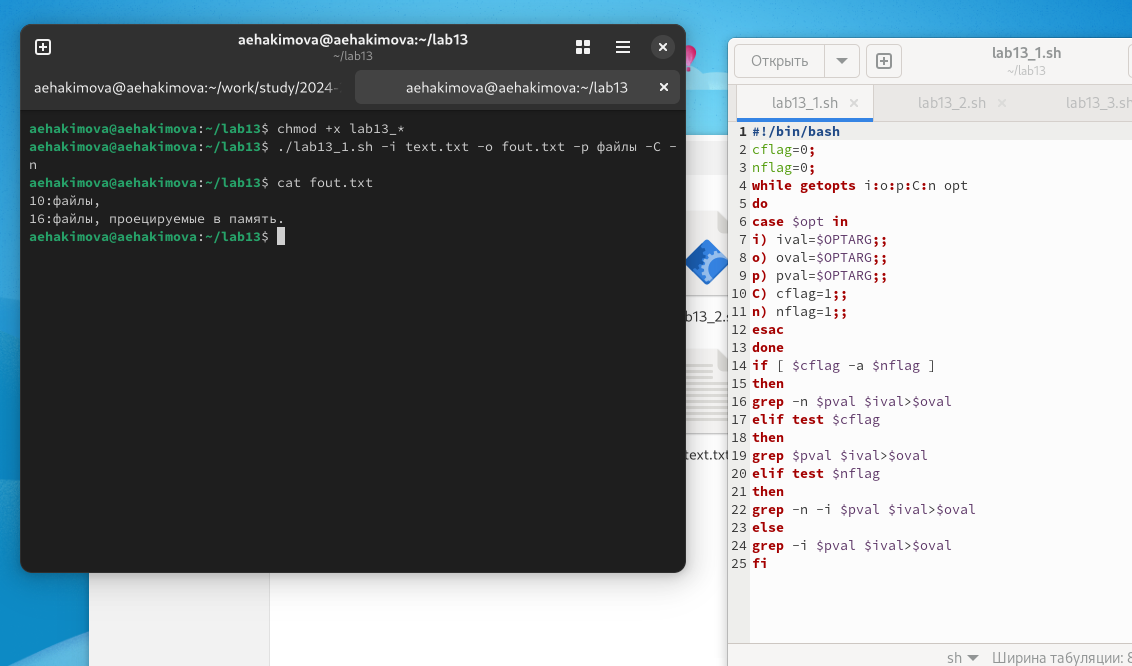 aehakimova@aehakimova:~/lab13
~/lab13
aehakimova@aehakimova:~/work/study/2024-
aehakimova@aehakimova:~/lab13
aehakimova@aehakimova:~/lab13$ chmod +x lab13_*
aehakimova@aehakimova:~/lab13$ ./lab13_1.sh -i text.txt -o fout.txt -p файлы -C -
n
aehakimova@aehakimova:~/lab13$ cat fout.txt
10:файлы,
16:файлы, проецируемые в память.
aehakimova@aehakimova:~/lab13$
b13_2.s
text.txt
Открыть
lab13_1.sh
~/lab13
lab13_1.sh
lab13_2.sh
lab13_3.sh
1 #!/bin/bash
2 cflag=0;
3 nflag=0;
4 while getopts i:o:p:C:n opt
5 do
6 case $opt in
7 i) ival=$OPTARG;;
8 o) oval=$OPTARG;;
9 p) pval=$OPTARG;;
10 C) cflag=1;;
11 n) nflag=1;;
12 esac
13 done
14 if [ $cflag -a $nflag ]
15 then
16 grep -n $pval $ival>$oval
17 elif test $cflag
18 then
19 grep $pval $ival>$oval
20 elif test $nflag
21 then
22 grep -n -i $pval $ival>$oval
23 else
24 grep -i $pval $ival>$oval
25 fi
sh
Ширина табуляции: 8